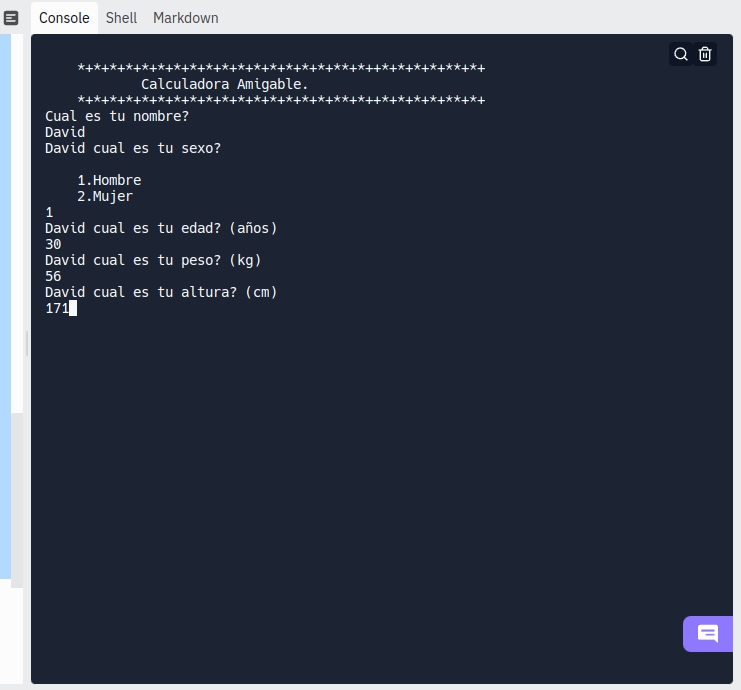 Console Shell Markdown
*+*+*+*+*+*+*+*+*+*+*+*+*+*+*+*+*+*++*+*+*+*+*+*+*+
Calculadora Amigable.
*+*+*+*+*+*+*+*+*+*+*+*+*+*+*+*+*+*++*+*+*+*+*+*+*+
Cual es tu nombre?
David
David cual es tu sexo?
1.Hombre
2.Mujer
1
David cual es tu edad? (años)
30
David cual es tu peso? (kg)
56
David cual es tu altura? (cm)
171